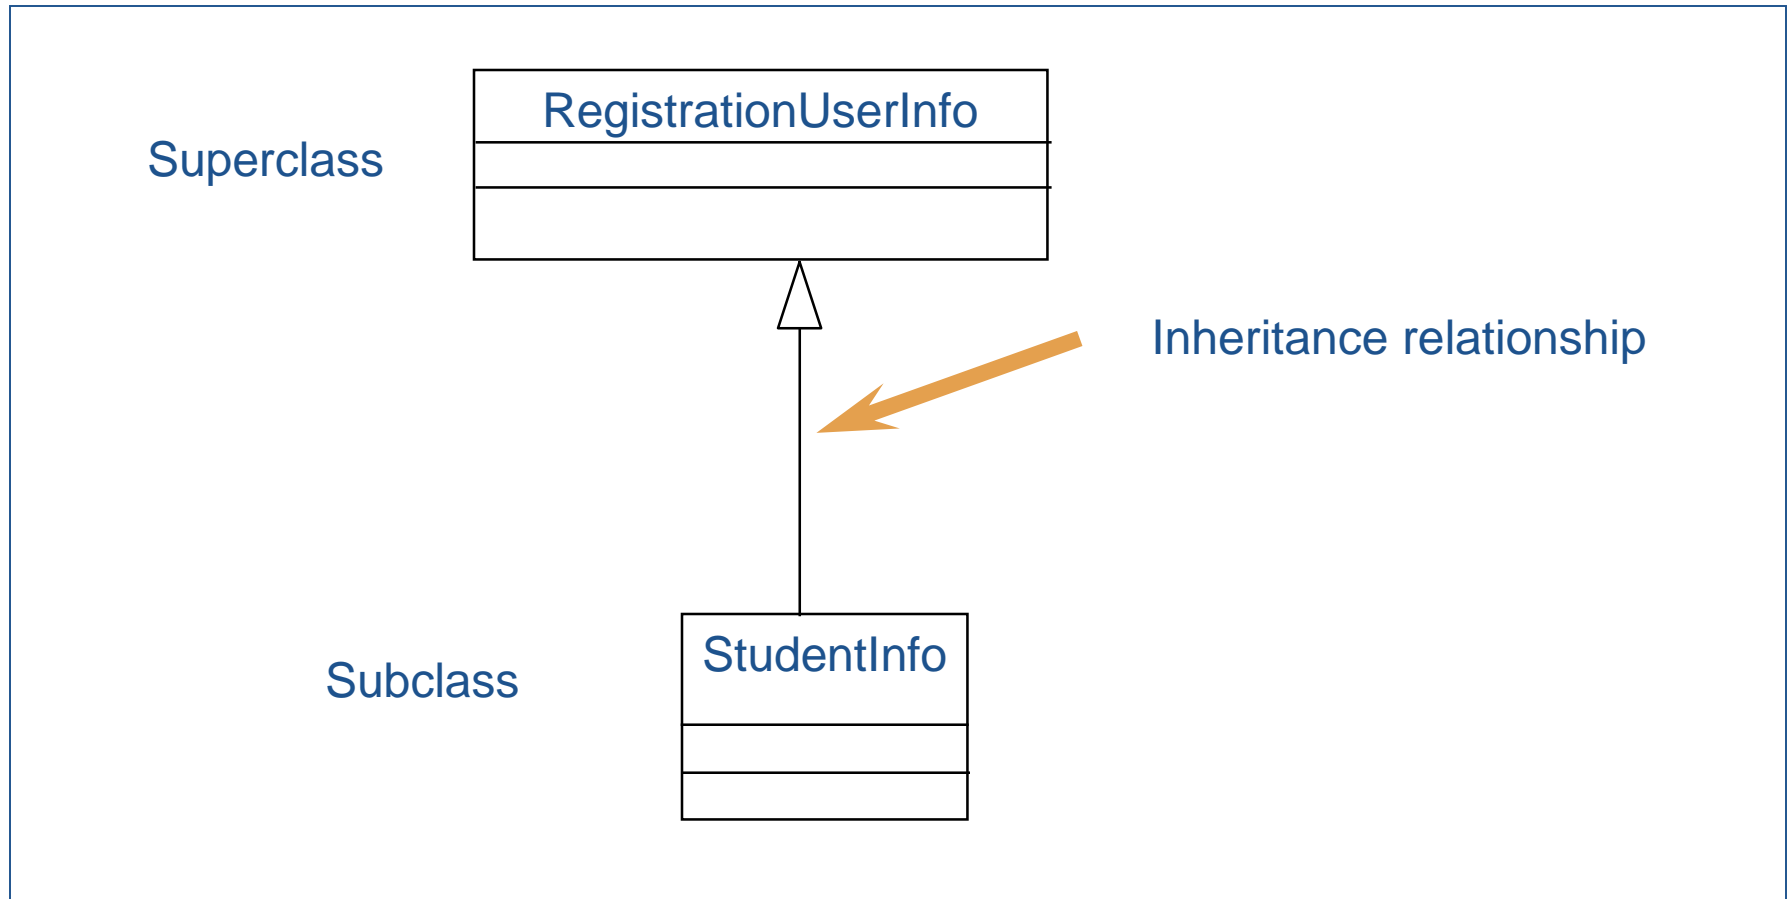 RegistrationUserInfo
Superclass
Inheritance relationship
StudentInfo
Subclass